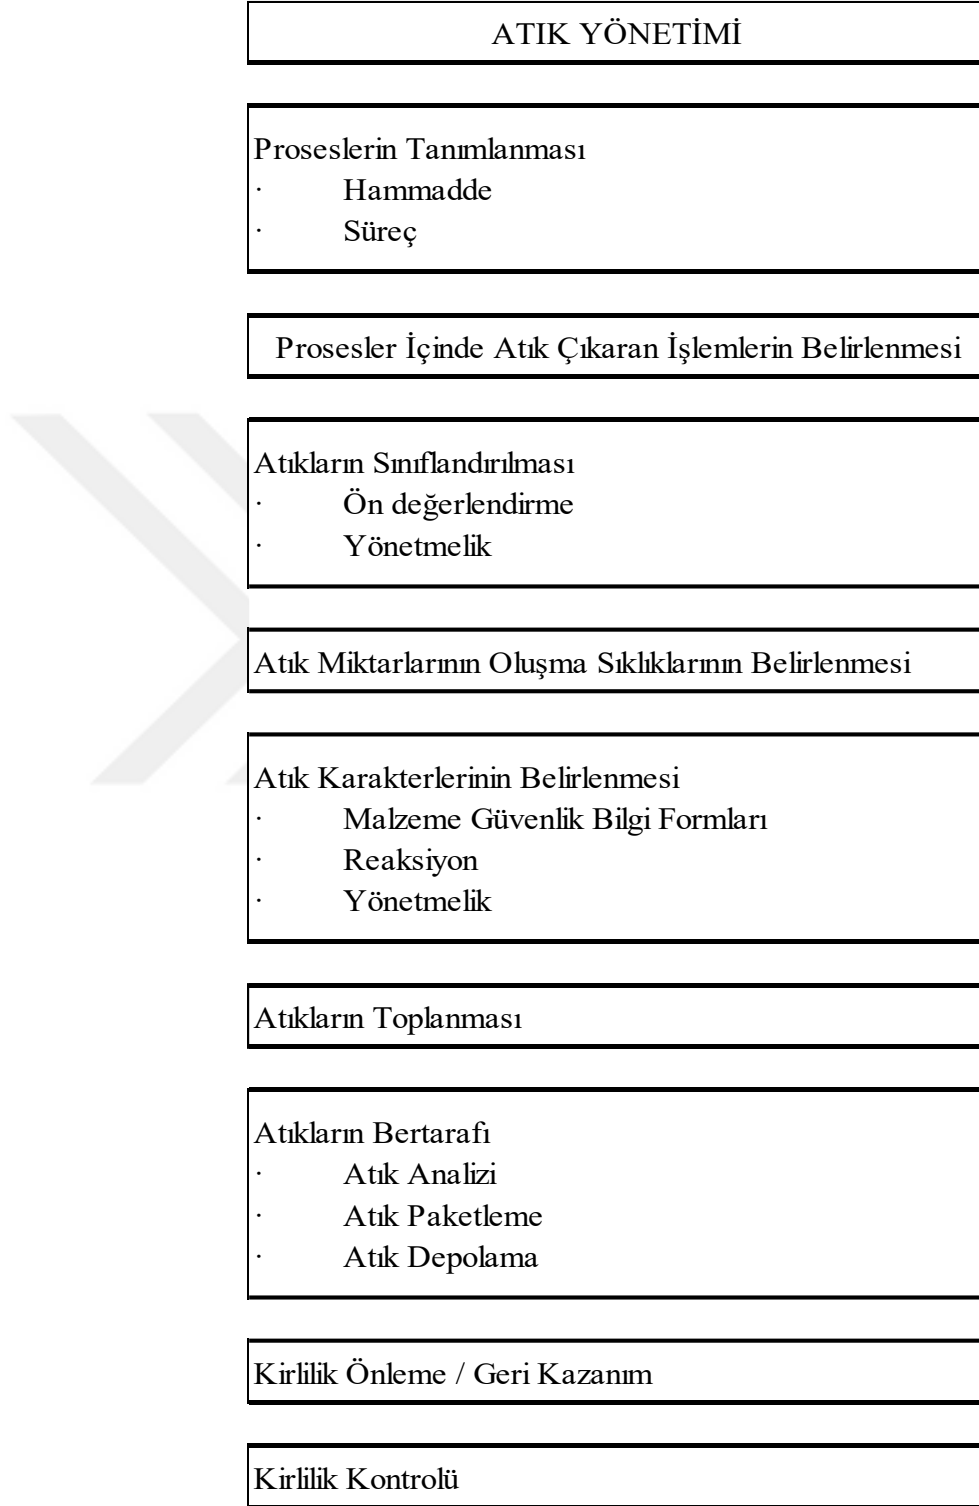 ATIK YÖNETİMİ
Proseslerin Tanımlanması
· Hammadde
· Süreç
Prosesler İçinde Atık Çıkaran İşlemlerin Belirlenmesi
Atıkların Sınıflandırılması
· Ön değerlendirme
· Yönetmelik
Atık Miktarlarının Oluşma Sıklıklarının Belirlenmesi
Atık Karakterlerinin Belirlenmesi
· Malzeme Güvenlik Bilgi Formları
· Reaksiyon
· Yönetmelik
Atıkların Toplanması
Atıkların Bertarafı
· Atık Analizi
· Atık Paketleme
· Atık Depolama
Kirlilik Önleme / Geri Kazanım
Kirlilik Kontrolü